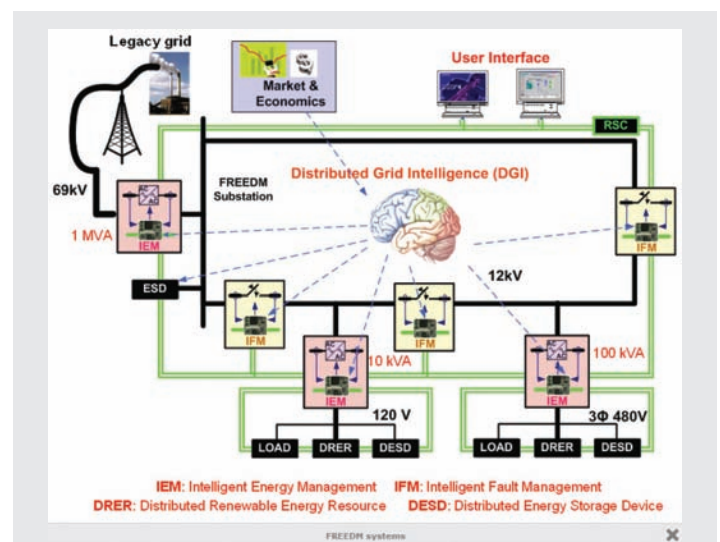 Legacy grid
Market &
Economics
User Interface
RSC
69kV
FREEDM
Substation
Distributed Grid Intelligence (DGI)
IEM
1 MVA
IFM
12kV
ESD
IFM
IFM
IEM
10 kVA
IEM
100 kVA
120 V
3Φ 480V
LOAD
DRER
DESD
LOAD
DRER
DESD
IEM: Intelligent Energy Management IFM: Intelligent Fault Management
DRER: Distributed Renewable Energy Resource DESD: Distributed Energy Storage Device
FREEDM systems